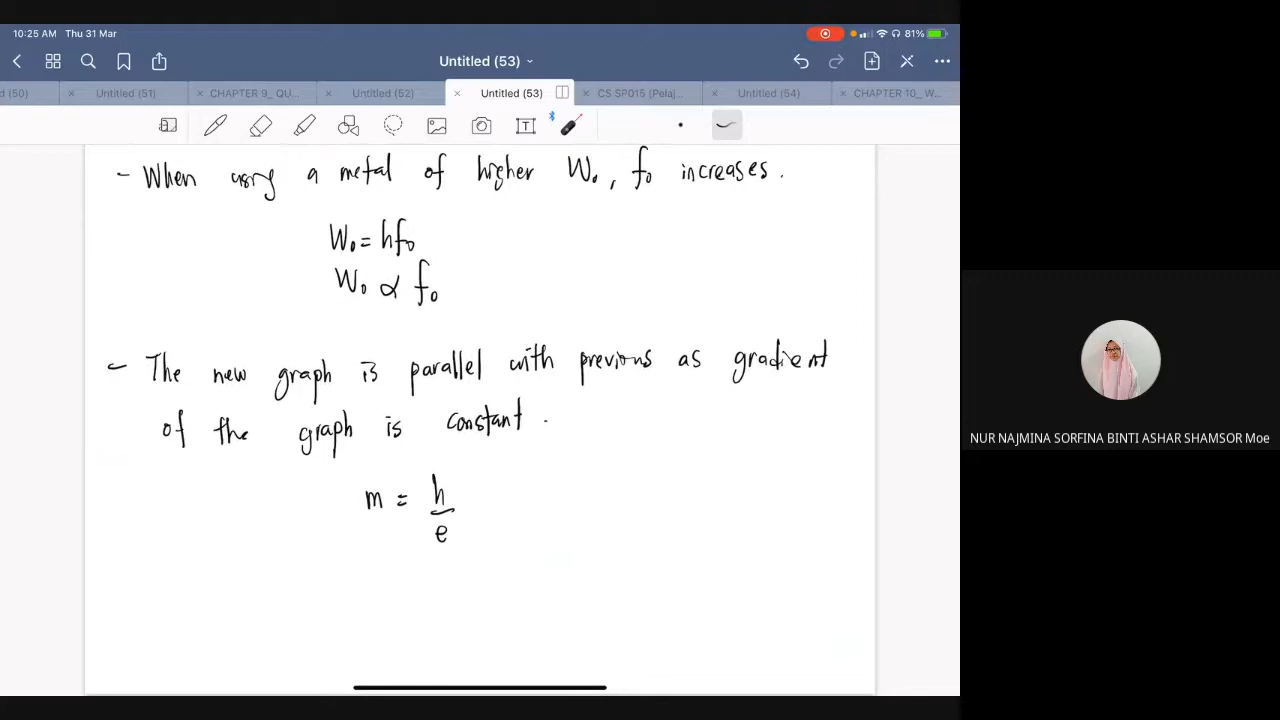 10:25 AM Thu 31 Mar
81%
Untitled (53)
d (50)
Untitled (51)
CHAPTER 9_ QU...
Untitled (52)
Untitled (53)
CS SP015 (Pelaj...
Untitled (54)
CHAPTER 10_ W...
- When using a metal of higher W₀, f₀ increases.
W₀ = hf₀
W₀ ∝ f₀
- The new graph is parallel with previous as gradient
of the graph is constant.
m = h/e
NUR NAJMINA SORFINA BINTI ASHAR SHAMSOR Moe